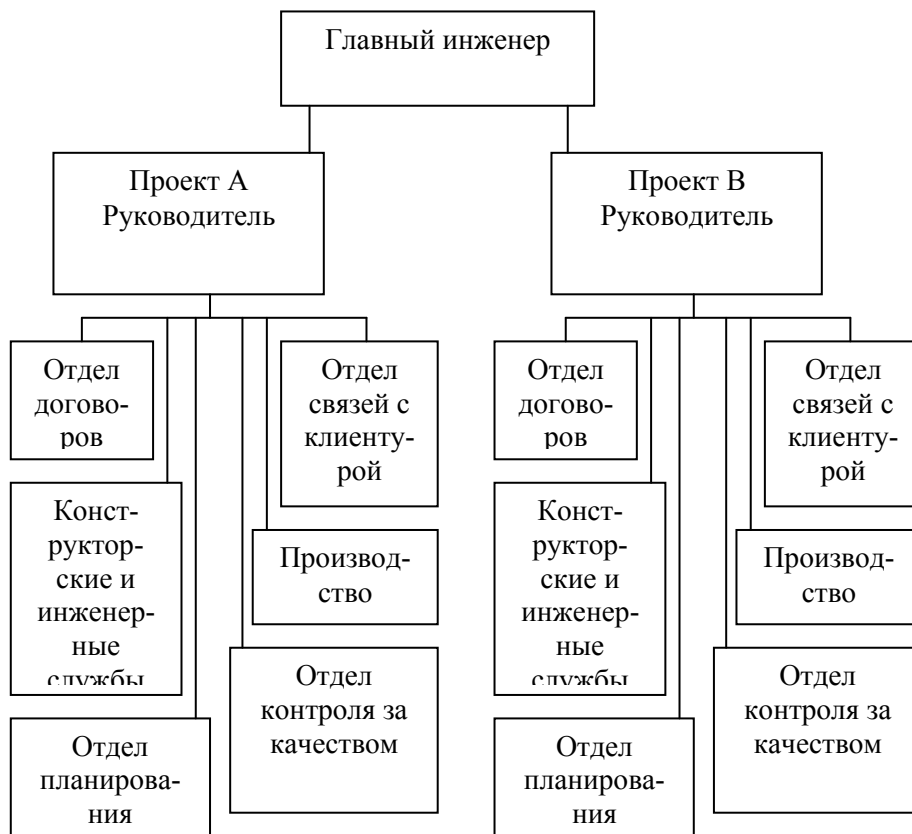 Главный инженер
Проект А
Руководитель
Проект В
Руководитель
Отдел
догово-
ров
Отдел
связей с
клиенту-
рой
Конст-
руктор-
ские и
инженер-
ные
службы
Производ-
ство
Отдел
контроля за
качеством
Отдел
планирова-
ния
Отдел
догово-
ров
Отдел
связей с
клиенту-
рой
Конст-
руктор-
ские и
инженер-
ные
службы
Производ-
ство
Отдел
контроля за
качеством
Отдел
планирова-
ния